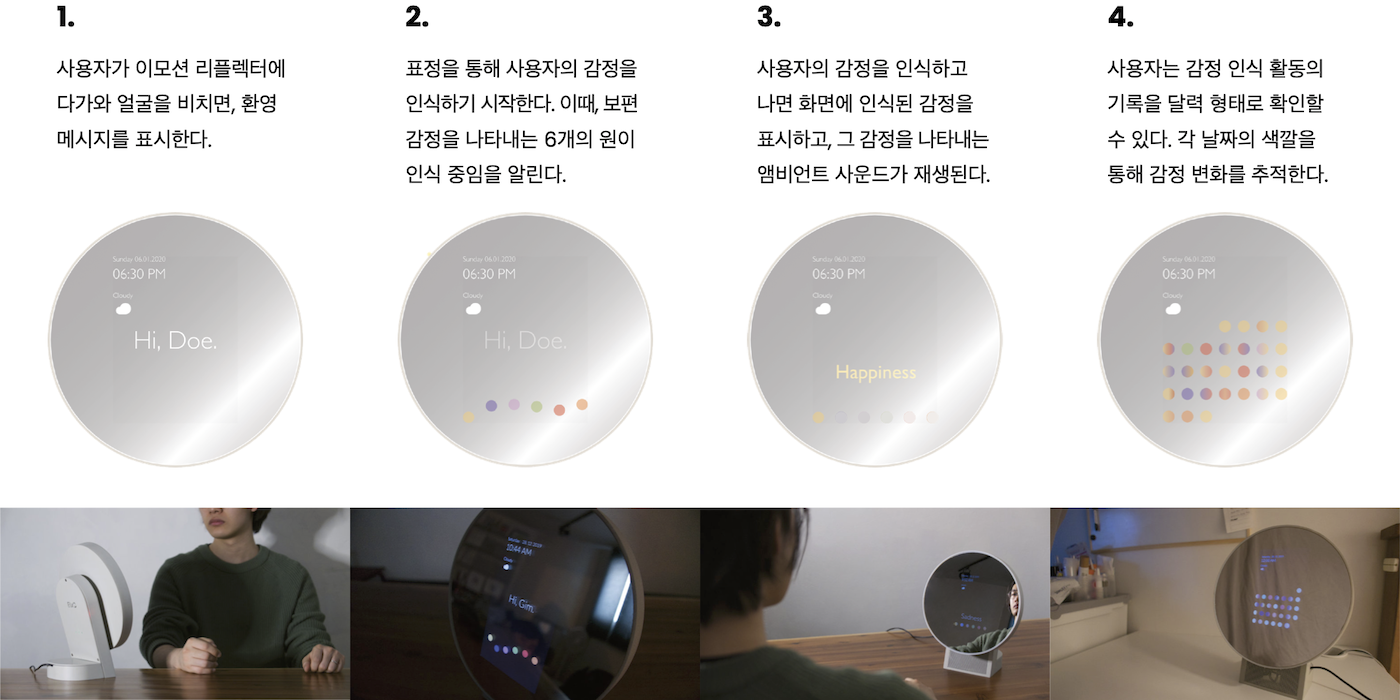 1.
사용자가 이모션 리플렉터에
다가와 얼굴을 비치면, 환영
메시지를 표시한다.
2.
표정을 통해 사용자의 감정을
인식하기 시작한다. 이때, 보편
감정을 나타내는 6개의 원이
인식 중임을 알린다.
3.
사용자의 감정을 인식하고
나면 화면에 인식된 감정을
표시하고, 그 감정을 나타내는
앰비언트 사운드가 재생된다.
4.
사용자는 감정 인식 활동의
기록을 달력 형태로 확인할
수 있다. 각 날짜의 색깔을
통해 감정 변화를 추적한다.
Sunday 06.01.2020
06:30 PM
Cloudy
Hi, Doe.
Sunday 06.01.2020
06:30 PM
Cloudy
Hi, Doe.
Sunday 06.01.2020
06:30 PM
Cloudy
Happiness
Sunday 06.01.2020
06:30 PM
Cloudy
10:44 AM
Hi, Gim.
Sadness